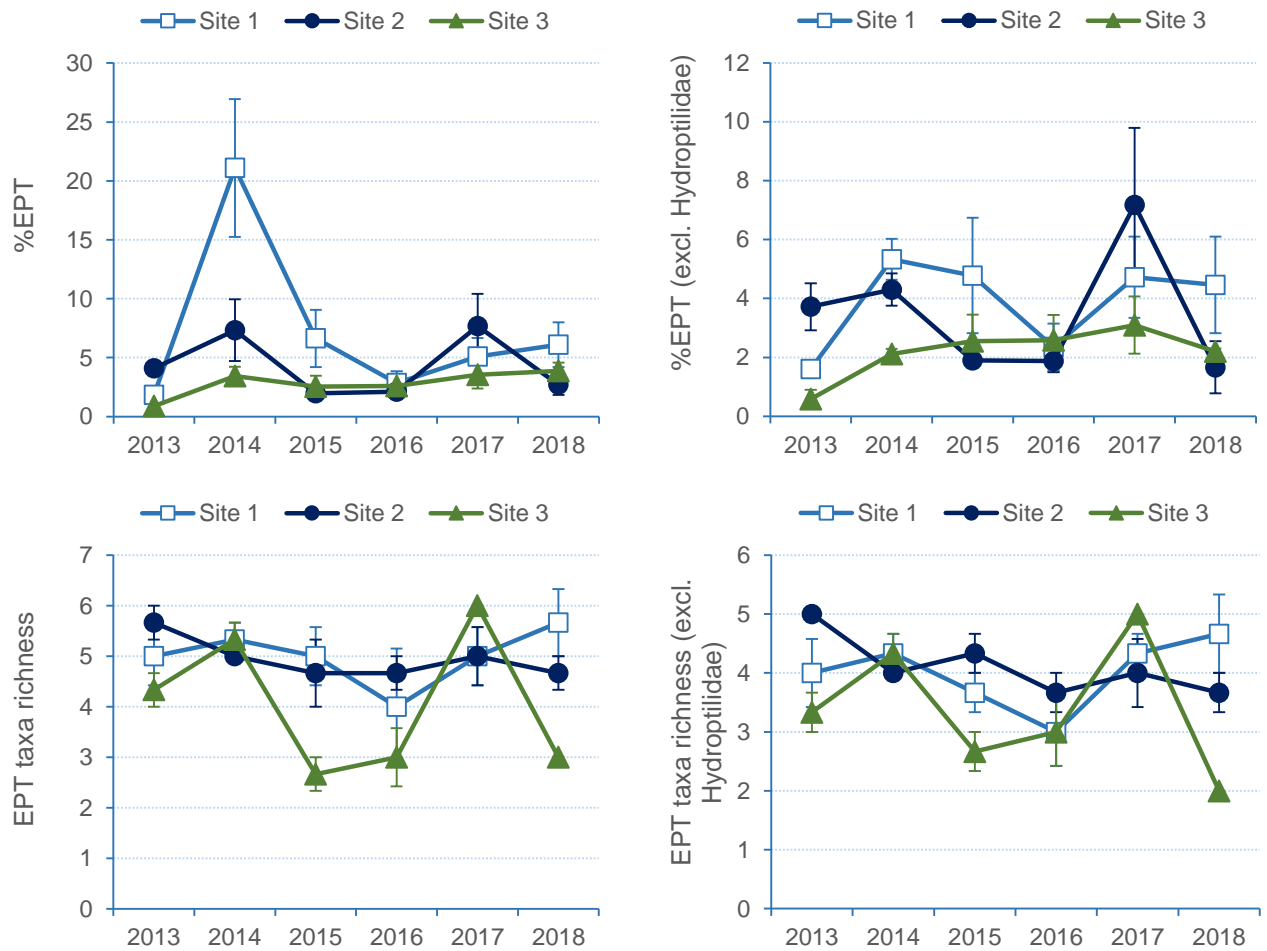 Site 1 Site 2 Site 3
%EPT
30
25
20
15
10
5
0
2013 2014 2015 2016 2017 2018
Site 1 Site 2 Site 3
%EPT (excl. Hydroptilidae)
12
10
8
6
4
2
0
2013 2014 2015 2016 2017 2018
Site 1 Site 2 Site 3
EPT taxa richness
7
6
5
4
3
2
1
0
2013 2014 2015 2016 2017 2018
Site 1 Site 2 Site 3
EPT taxa richness (excl.
Hydroptilidae)
6
5
4
3
2
1
0
2013 2014 2015 2016 2017 2018